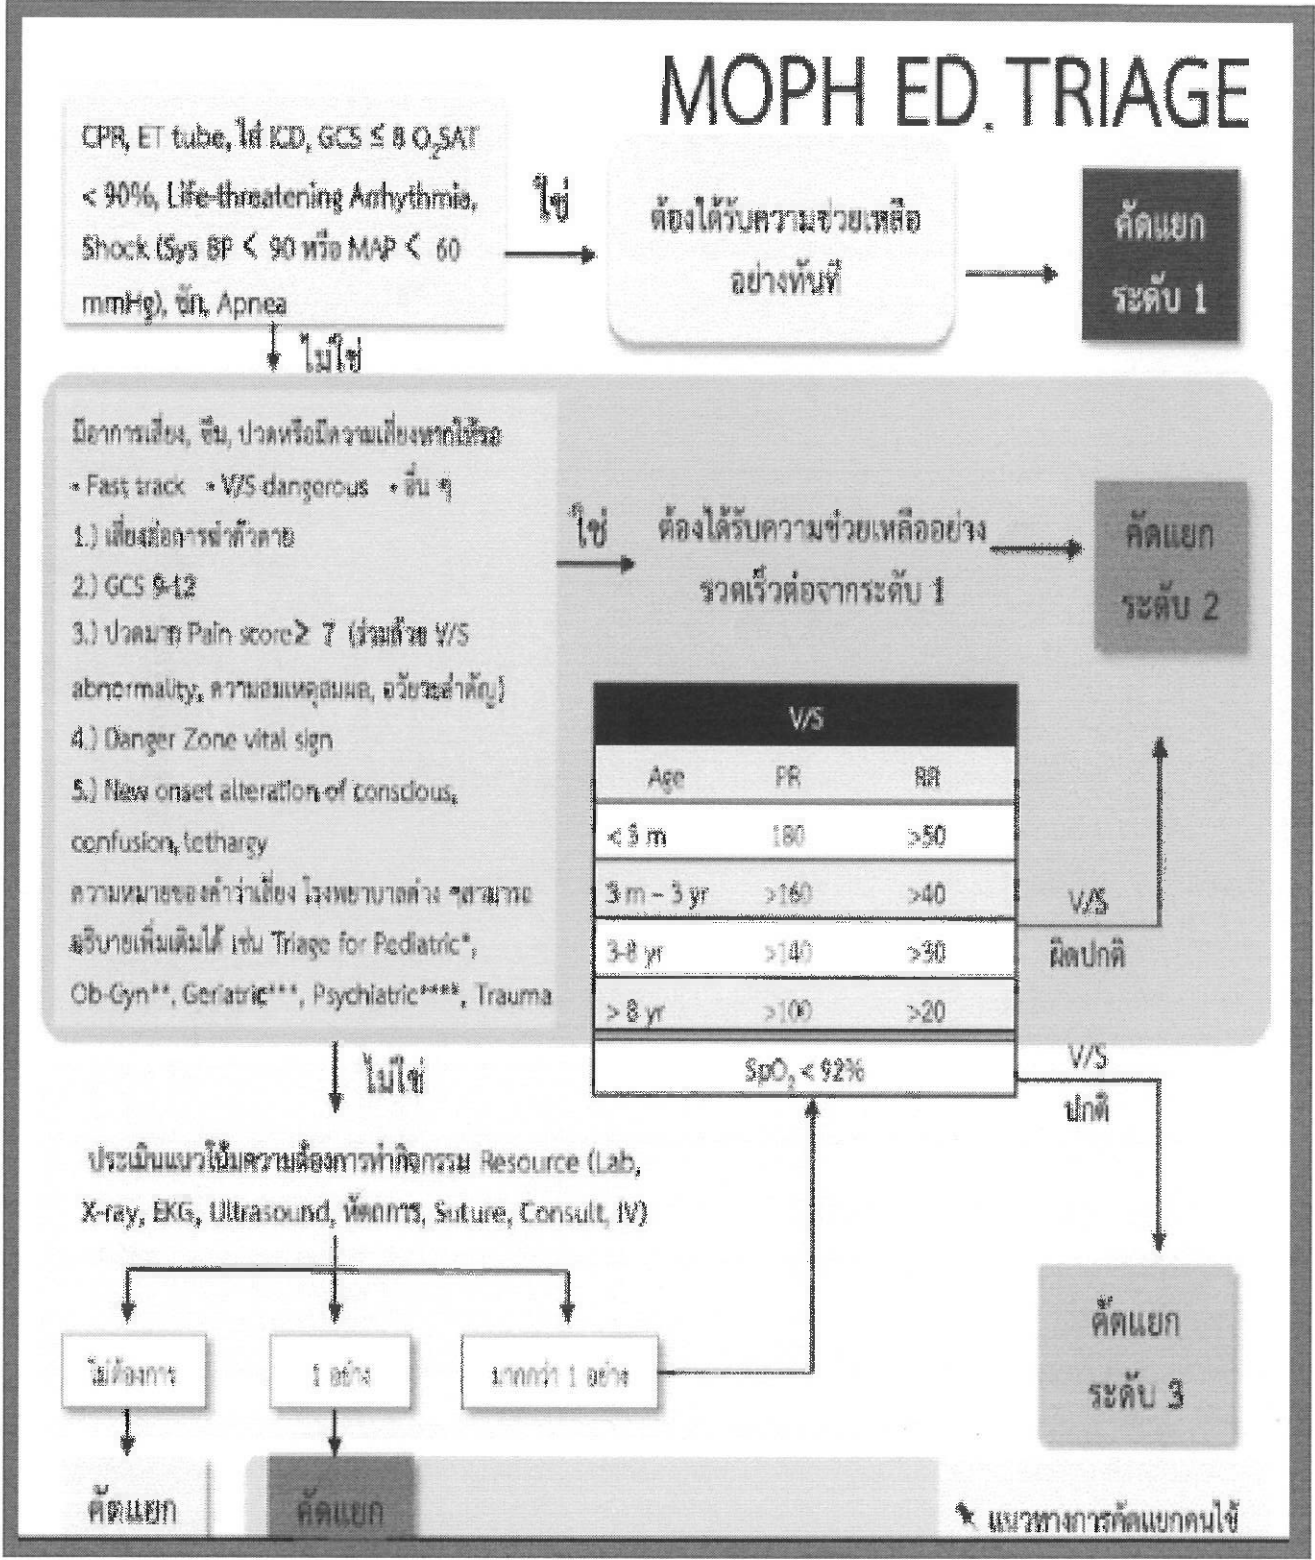 MOPH ED. TRIAGE
CPR, ET tube, ใส่ ICD, GCS ≤ 8 O₂SAT
< 90%, Life-threatening Arrhythmia,
Shock (Sys BP < 90 หรือ MAP < 60
mmHg), ชัก, Apnea
ใช่
ต้องได้รับความช่วยเหลือ
อย่างทันที
คัดแยก
ระดับ 1
ไม่ใช่
มีอาการเสี่ยง, ซึม, ปวดหรือมีความเสี่ยงหากให้รอ
• Fast track • V/S dangerous • อื่น ๆ
1.) เสี่ยงต่อการฆ่าตัวตาย
2.) GCS 9-12
3.) ปวดมาก Pain score ≥ 7 (ร่วมด้วย V/S
abnormality, ความสมเหตุสมผล, อวัยวะสำคัญ)
4.) Danger Zone vital sign
5.) New onset alteration of conscious,
confusion, lethargy
ความหมายของคำว่าเสี่ยง โรงพยาบาลต่าง ๆสามารถ
อธิบายเพิ่มเติมได้ เช่น Triage for Pediatric*,
Ob-Gyn**, Geriatric***, Psychiatric****, Trauma
ใช่
ต้องได้รับความช่วยเหลืออย่าง
รวดเร็วต่อจากระดับ 1
คัดแยก
ระดับ 2
V/S
Age PR RR
< 3 m 180 >50
3 m – 3 yr >160 >40
3-8 yr >140 >30
> 8 yr >100 >20
SpO₂ < 92%
V/S
ผิดปกติ
V/S
ปกติ
ไม่ใช่
ประเมินแนวโน้มความต้องการทำกิจกรรม Resource (Lab,
X-ray, EKG, Ultrasound, หัตถการ, Suture, Consult, IV)
ไม่ต้องการ
1 อย่าง
มากกว่า 1 อย่าง
คัดแยก
ระดับ 3
คัดแยก
คัดแยก
แนวทางการคัดแยกคนไข้